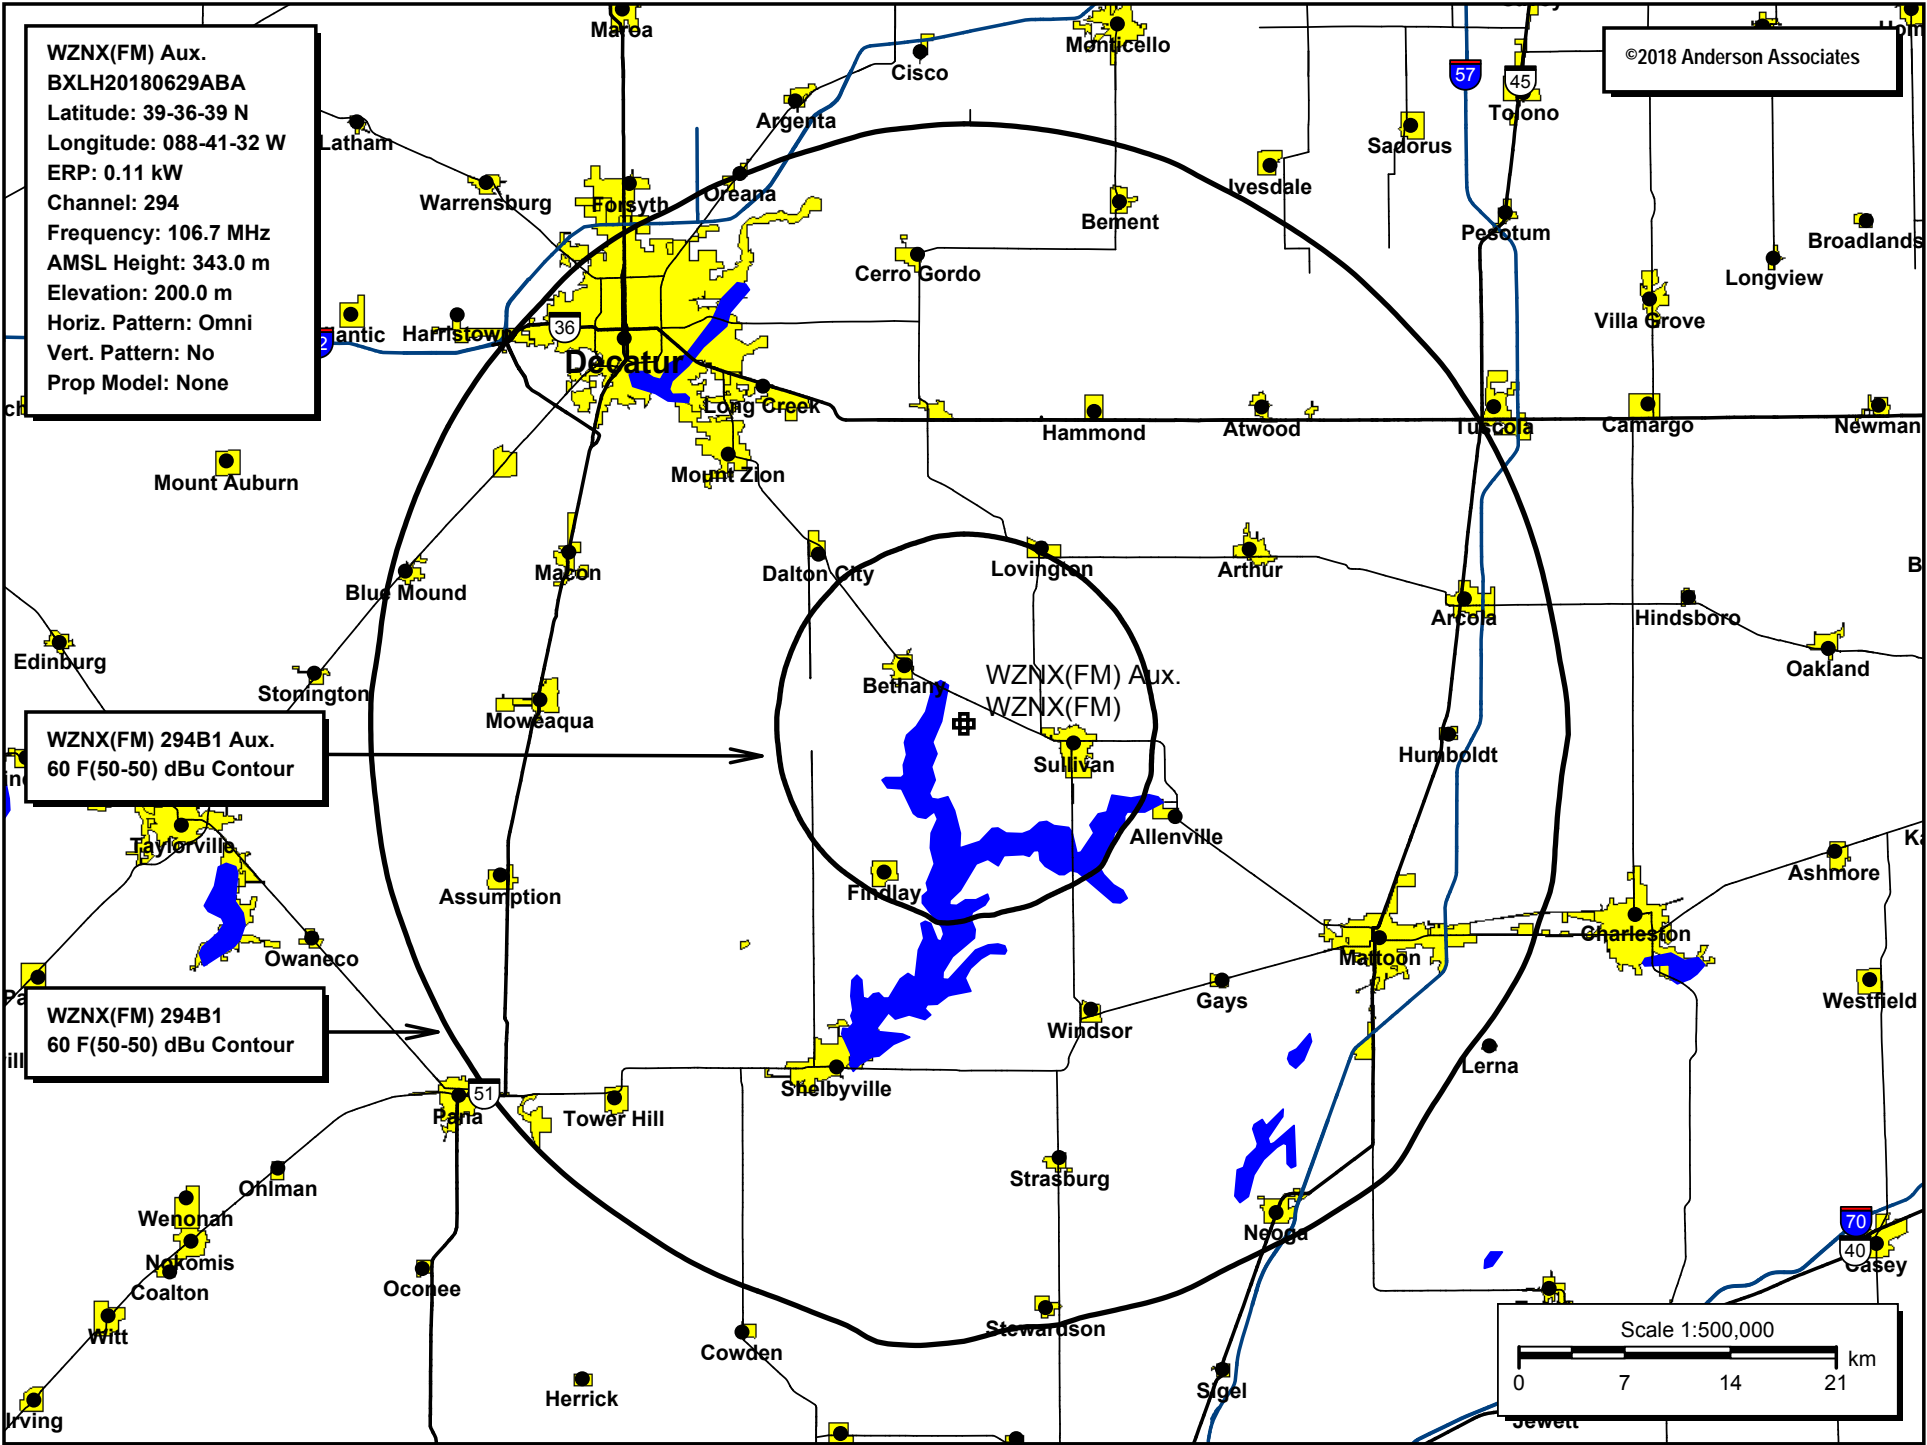 WZNX(FM) Aux.
BXLH20180629ABA
Latitude: 39-36-39 N
Longitude: 088-41-32 W
ERP: 0.11 kW
Channel: 294
Frequency: 106.7 MHz
AMSL Height: 343.0 m
Elevation: 200.0 m
Horiz. Pattern: Omni
Vert. Pattern: No
Prop Model: None
©2018 Anderson Associates
Maroa
Monticello
Cisco
57
45
Argenta
Tolono
Latham
Sadorus
Ivesdale
Warrensburg
Forsyth
Oreana
Bement
Pesotum
Broadlands
Cerro Gordo
Longview
Villa Grove
lantic
Harristown
36
2
Decatur
Long Creek
Hammond
Atwood
Tuscola
Camargo
Newman
Mount Auburn
Mount Zion
Macon
Dalton City
Lovington
Arthur
Blue Mound
Arcola
Hindsboro
Edinburg
Oakland
Stonington
Bethany
WZNX(FM) Aux.
WZNX(FM)
Moweaqua
WZNX(FM) 294B1 Aux.
60 F(50-50) dBu Contour
Sullivan
Humboldt
Taylorville
Allenville
Assumption
Findlay
Ashmore
Owaneco
Mattoon
Charleston
Gays
Westfield
WZNX(FM) 294B1
60 F(50-50) dBu Contour
Windsor
Lerna
51
Pana
Tower Hill
Shelbyville
Strasburg
Ohlman
Wenonah
Nokomis
Coalton
Neoga
70
40
Casey
Oconee
Witt
Cowden
Stewardson
Herrick
Sigel
Irving
Jewett
Scale 1:500,000
km
0 7 14 21